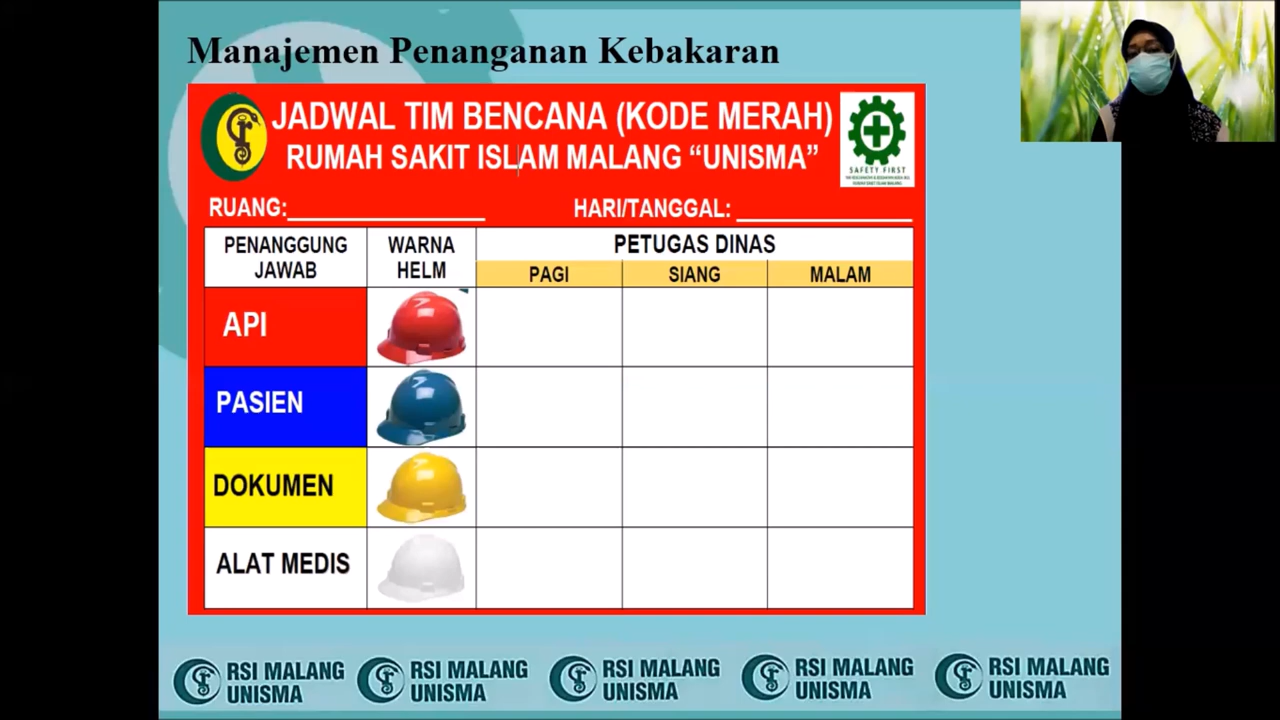 Manajemen Penanganan Kebakaran
JADWAL TIM BENCANA (KODE MERAH)
RUMAH SAKIT ISLAM MALANG “UNISMA”
SAFETY FIRST
RUANG:
HARI/TANGGAL:
PENANGGUNG JAWAB
WARNA HELM
PETUGAS DINAS
PAGI
SIANG
MALAM
API
PASIEN
DOKUMEN
ALAT MEDIS
RSI MALANG
UNISMA
RSI MALANG
UNISMA
RSI MALANG
UNISMA
RSI MALANG
UNISMA
RSI MALANG
UNISMA